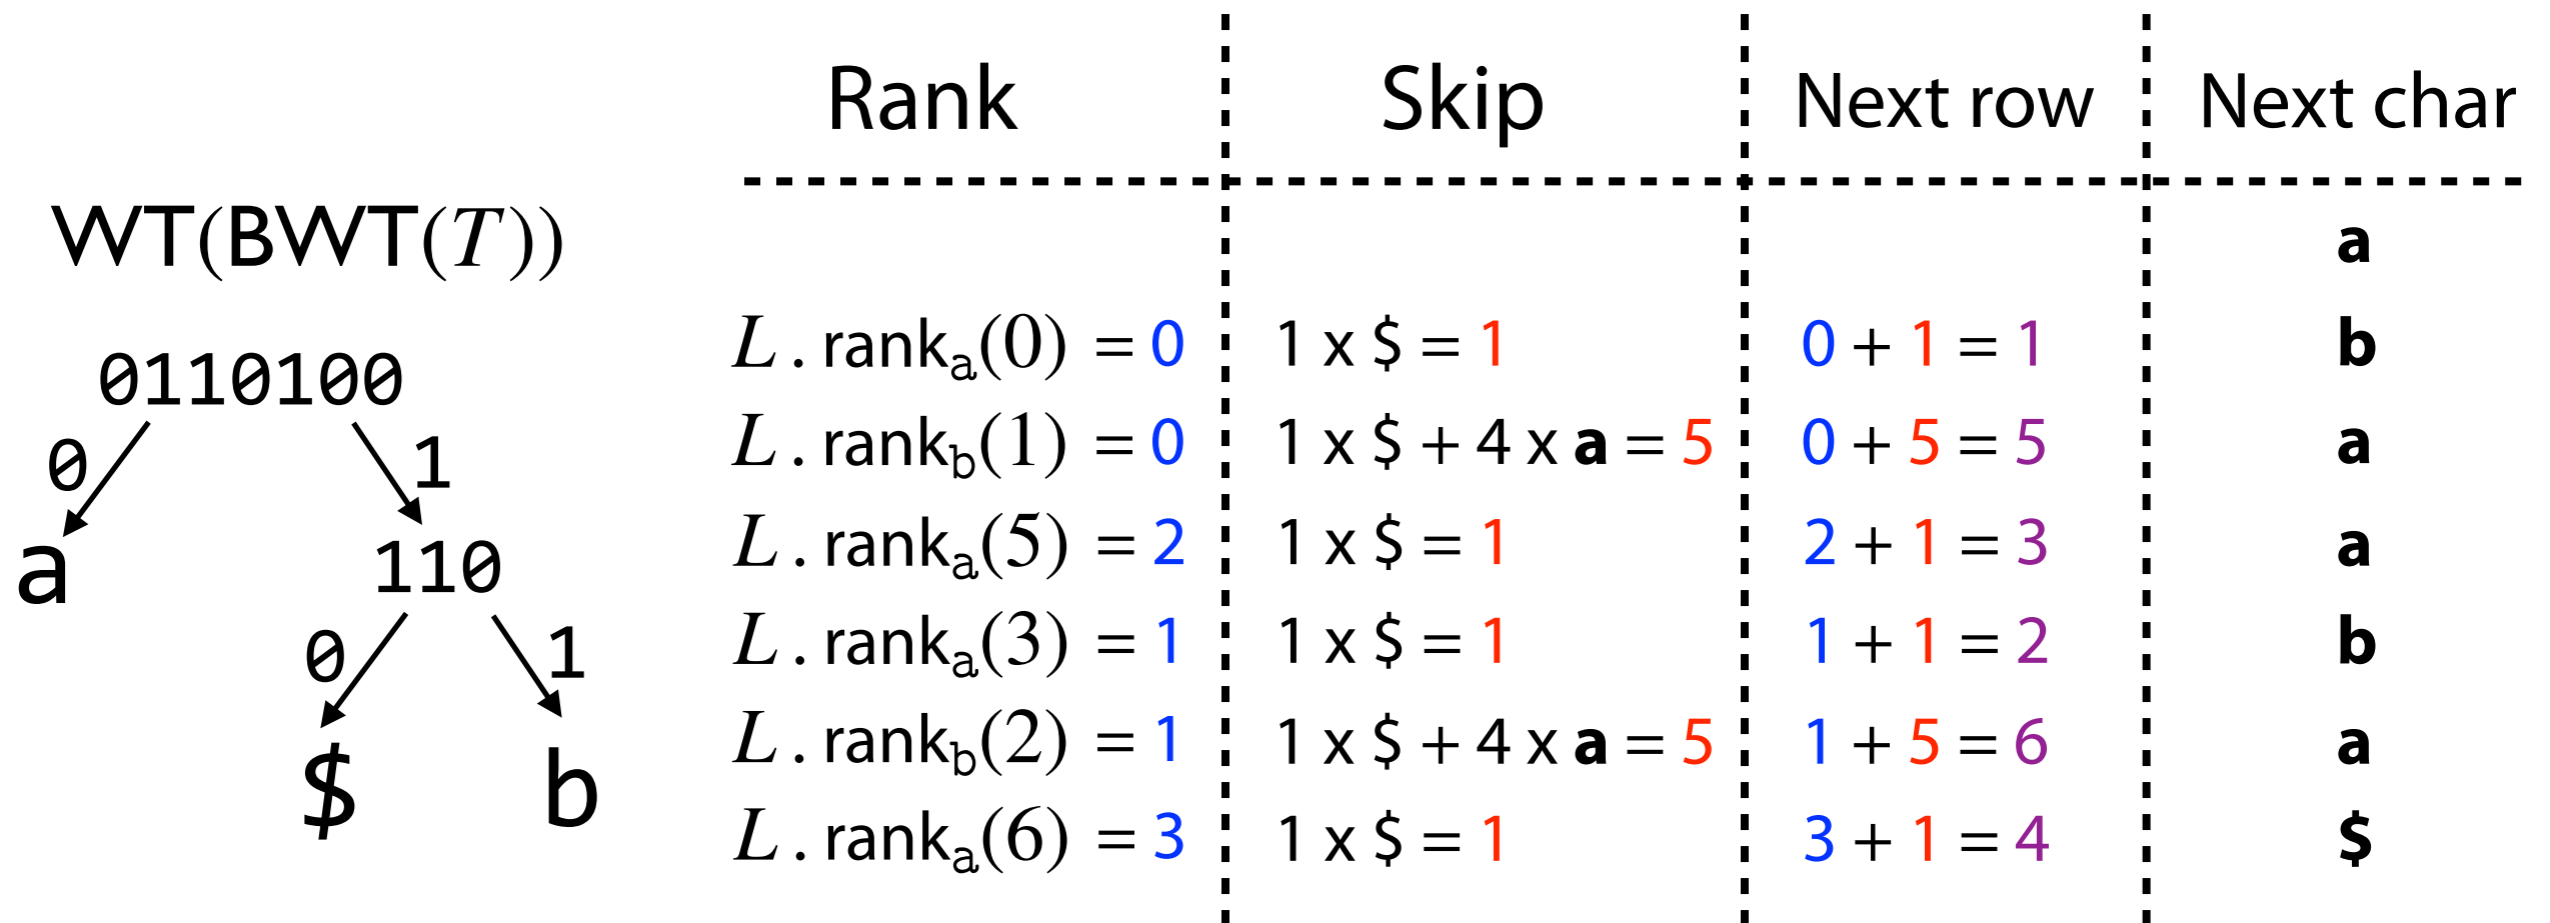 Rank Skip Next row Next char
WT(BWT(T)) a
L.rankₐ(0) = 0 1 x $ = 1 0 + 1 = 1 b
0110100
L.rank_b(1) = 0 1 x $ + 4 x a = 5 0 + 5 = 5 a
0 1
L.rankₐ(5) = 2 1 x $ = 1 2 + 1 = 3 a
a 110
L.rankₐ(3) = 1 1 x $ = 1 1 + 1 = 2 b
0 1
L.rank_b(2) = 1 1 x $ + 4 x a = 5 1 + 5 = 6 a
$ b
L.rankₐ(6) = 3 1 x $ = 1 3 + 1 = 4 $